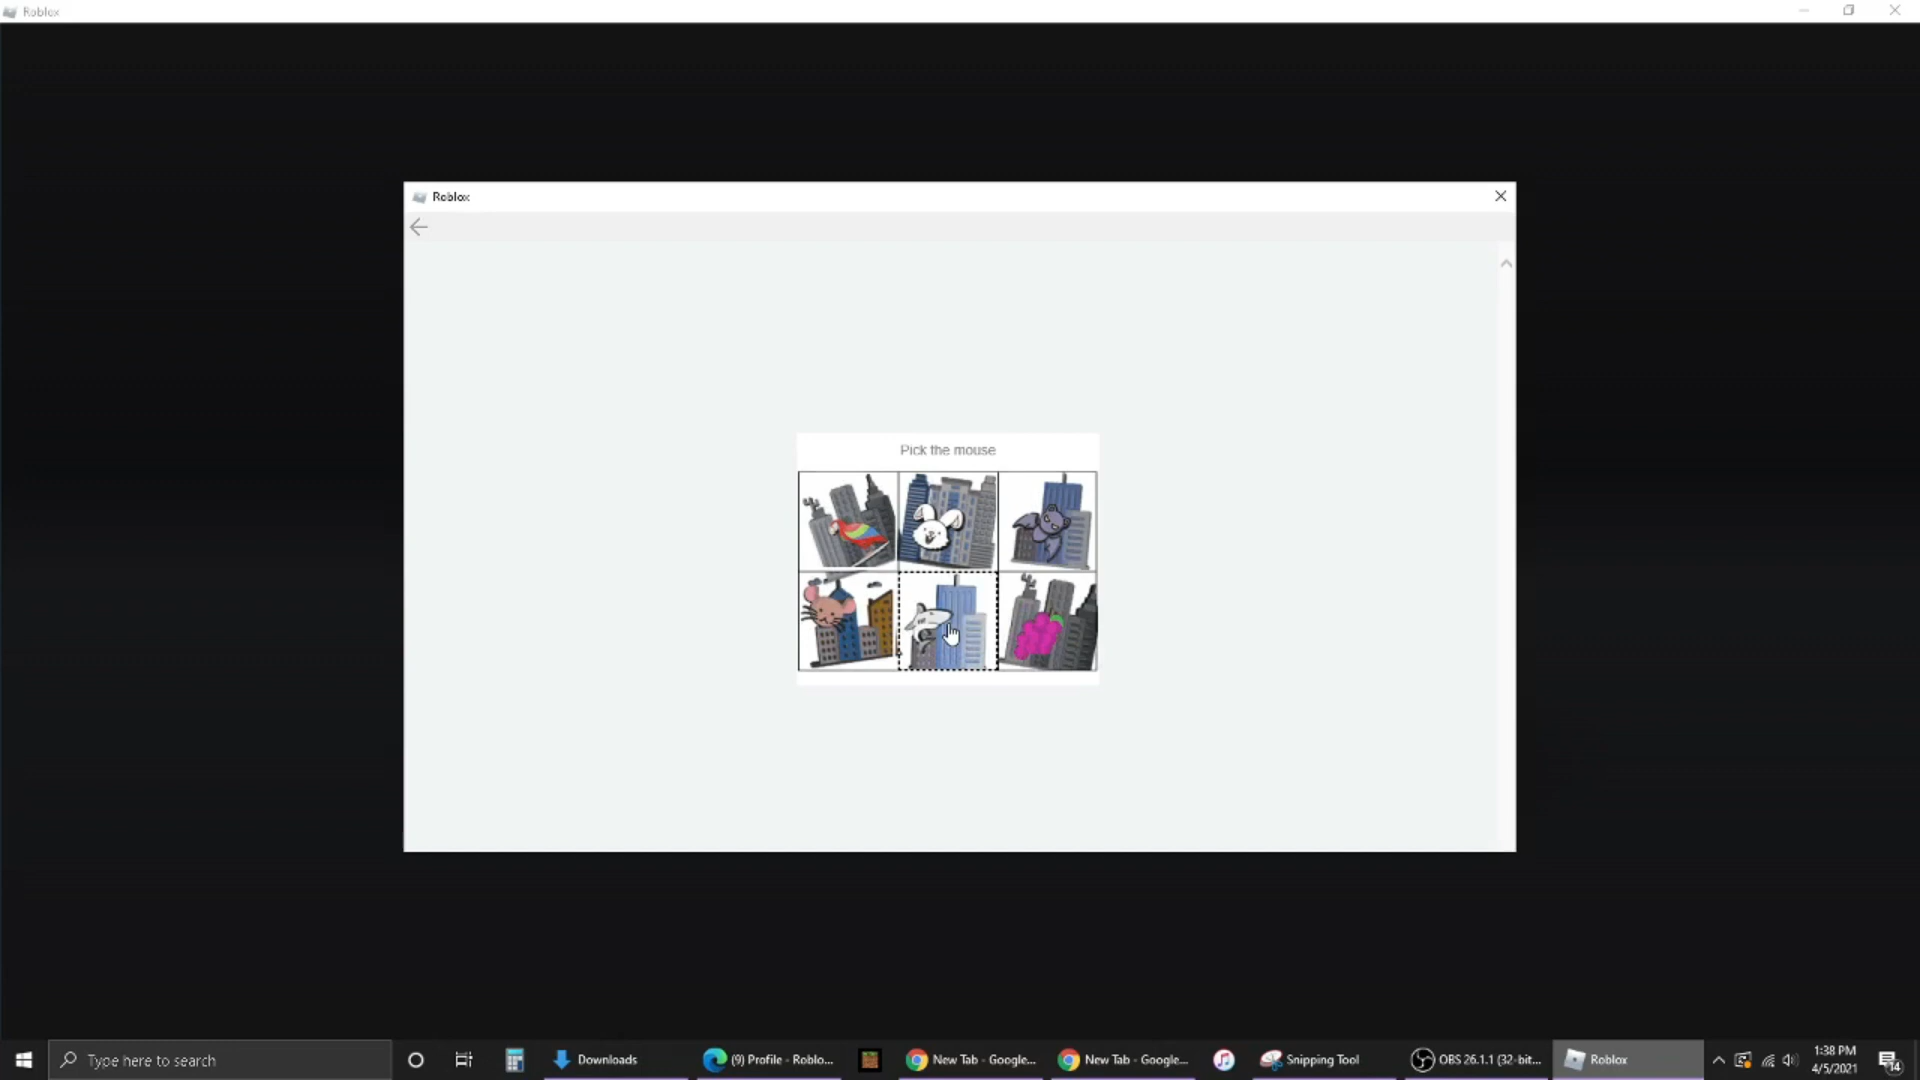 Roblox
Roblox
Pick the mouse
Type here to search
Downloads
(9) Profile - Roblo...
New Tab - Google...
New Tab - Google...
Snipping Tool
OBS 26.1.1 (32-bit...
Roblox
1:38 PM
4/5/2021
14